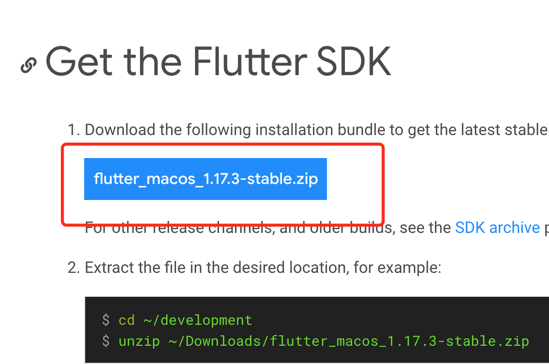 Get the Flutter SDK
1. Download the following installation bundle to get the latest stable
flutter_macos_1.17.3-stable.zip
For other release channels, and older builds, see the SDK archive p
2. Extract the file in the desired location, for example:
$ cd ~/development
$ unzip ~/Downloads/flutter_macos_1.17.3-stable.zip